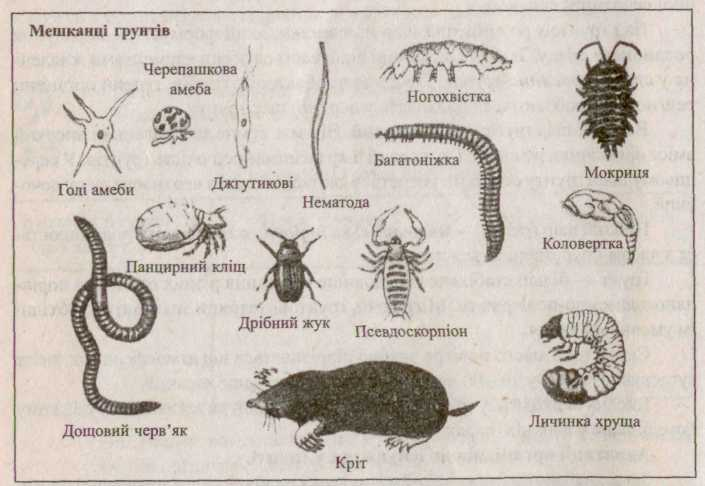 Мешканці грунтів
Черепашкова
амеба
Ногохвістка
Голі амеби
Джгутикові
Нематода
Багатоніжка
Мокриця
Панцирний кліщ
Коловертка
Дрібний жук
Псевдоскорпіон
Дощовий черв'як
Кріт
Личинка хруща